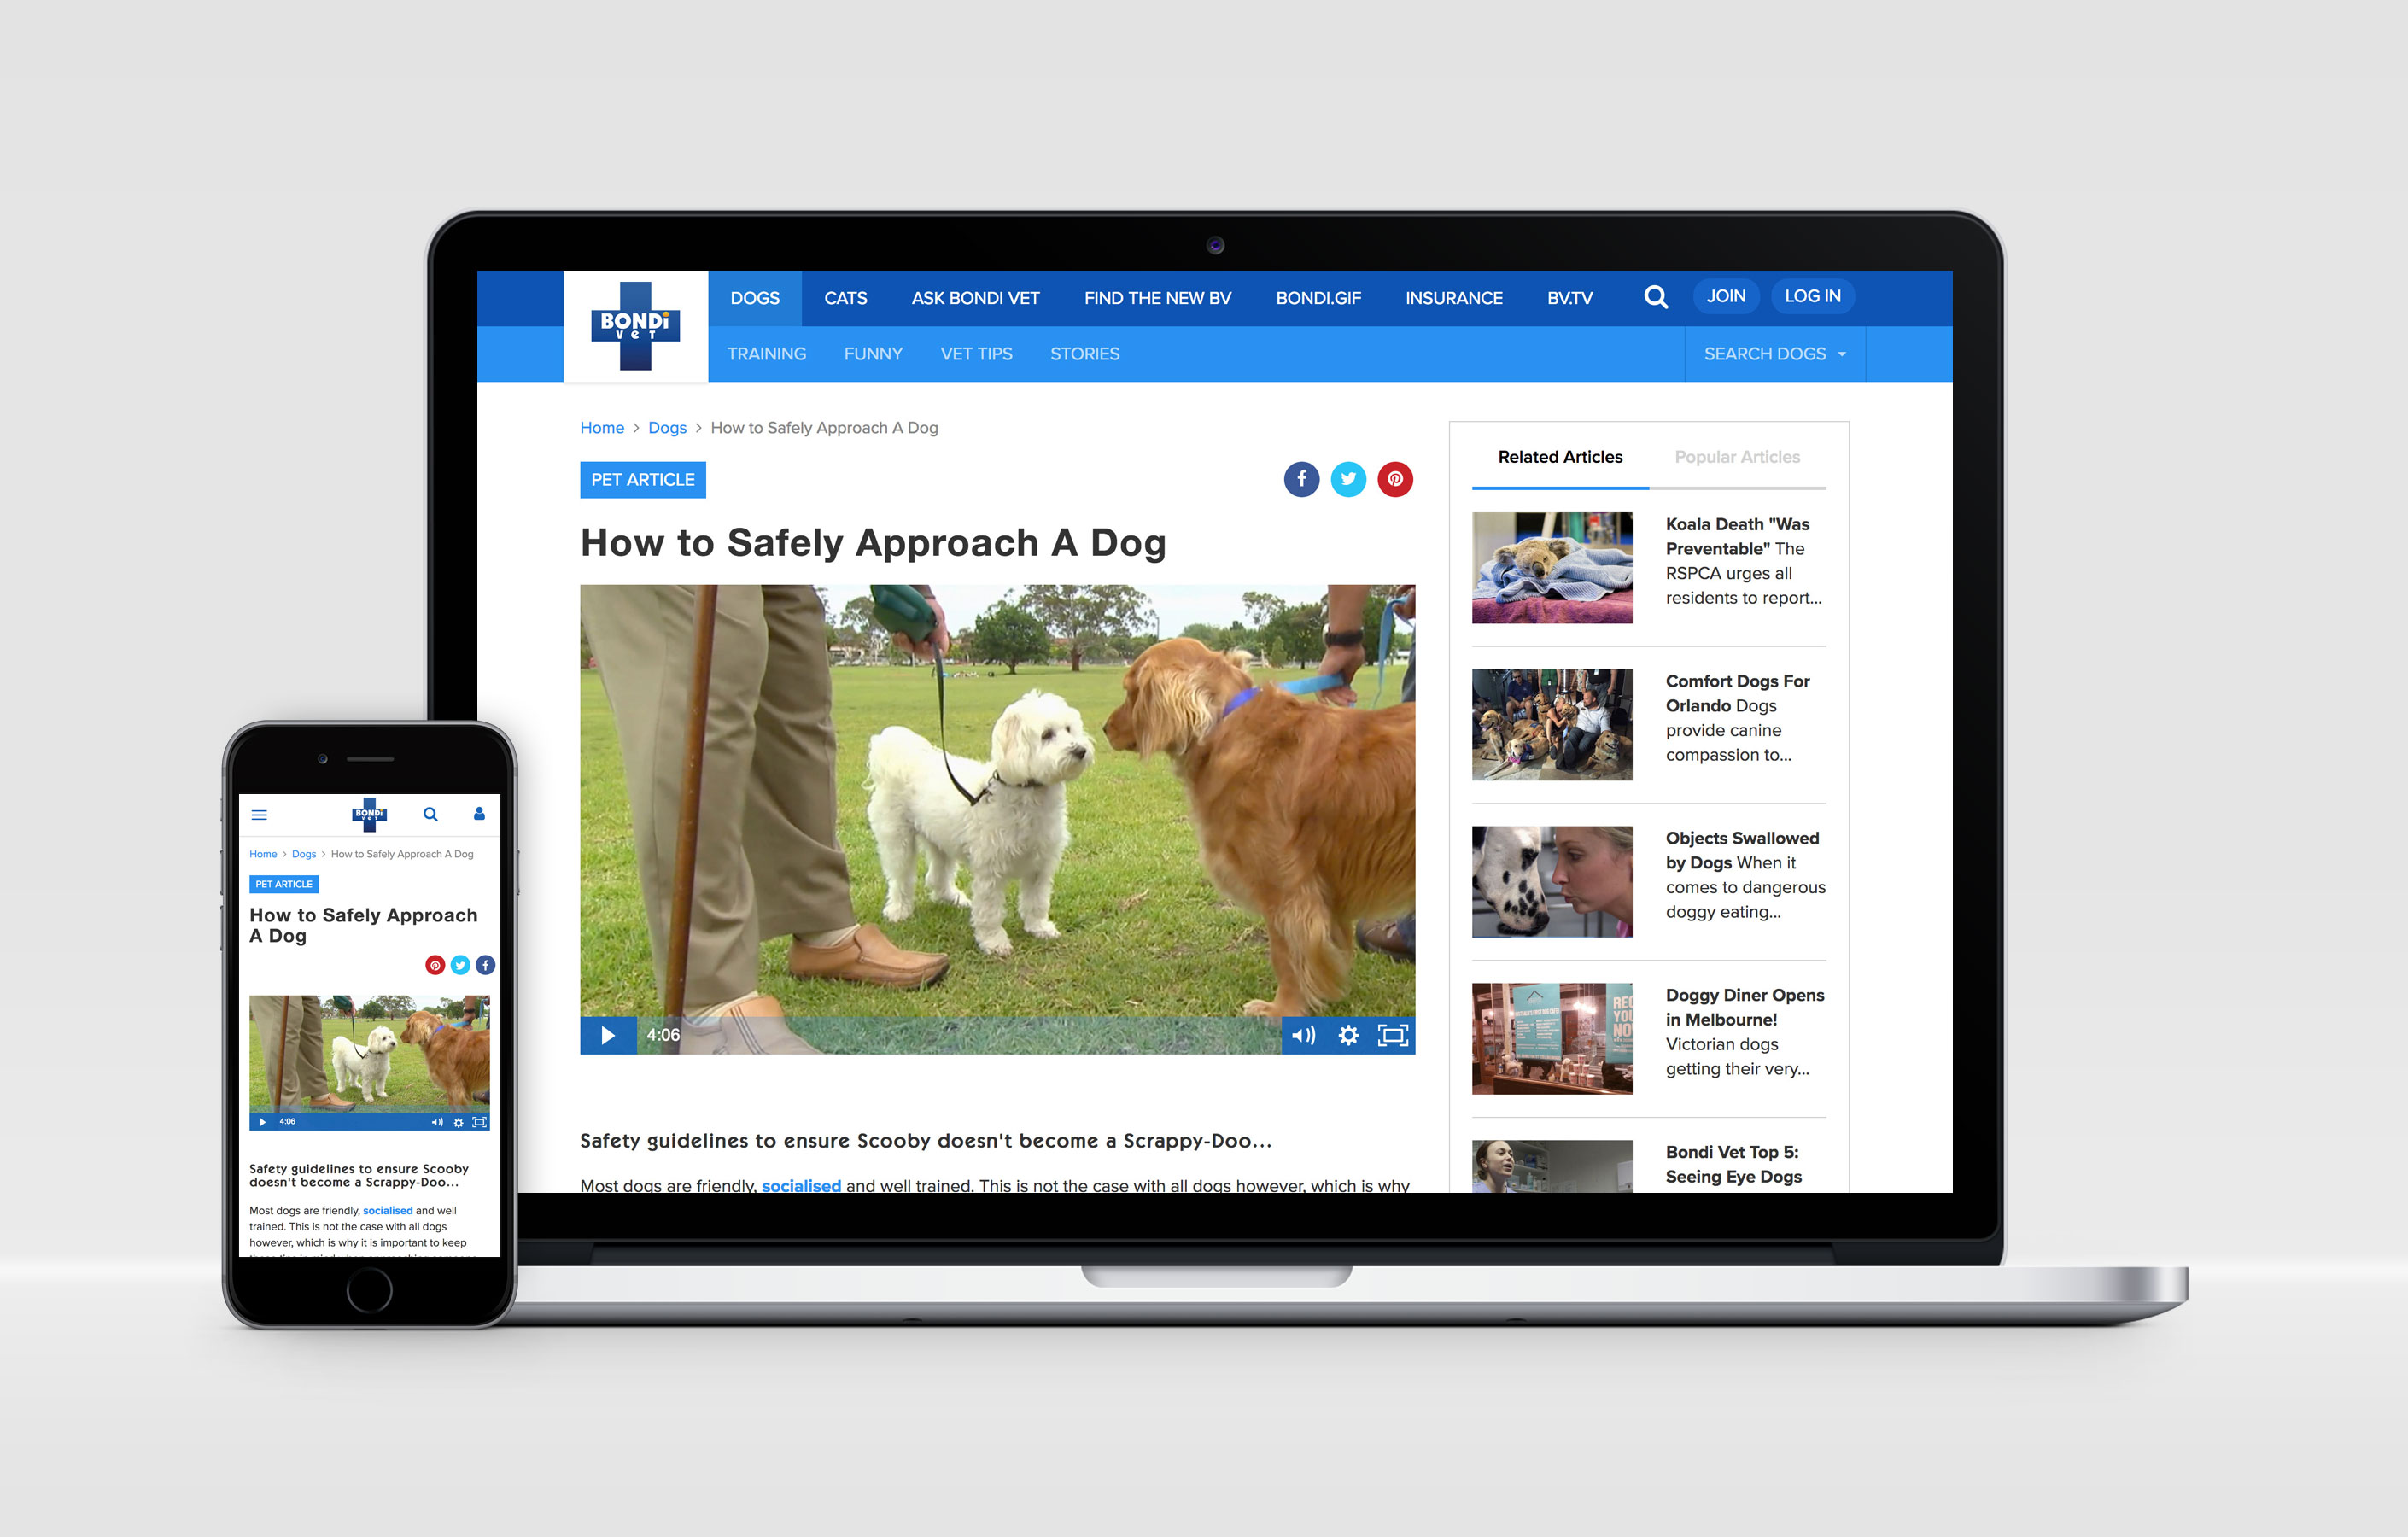 BONDi
vet
DOGS
CATS
ASK BONDI VET
FIND THE NEW BV
BONDI.GIF
INSURANCE
BV.TV
JOIN
LOG IN
TRAINING
FUNNY
VET TIPS
STORIES
SEARCH DOGS
Home > Dogs > How to Safely Approach A Dog
PET ARTICLE
How to Safely Approach A Dog
4:06
Safety guidelines to ensure Scooby doesn't become a Scrappy-Doo...
Most dogs are friendly, socialised and well trained. This is not the case with all dogs however, which is why
Related Articles
Popular Articles
Koala Death "Was
Preventable" The
RSPCA urges all
residents to report...
Comfort Dogs For
Orlando Dogs
provide canine
compassion to...
Objects Swallowed
by Dogs When it
comes to dangerous
doggy eating...
Doggy Diner Opens
in Melbourne!
Victorian dogs
getting their very...
Bondi Vet Top 5:
Seeing Eye Dogs
BONDi
vet
Home > Dogs > How to Safely Approach A Dog
PET ARTICLE
How to Safely Approach
A Dog
4:06
Safety guidelines to ensure Scooby
doesn't become a Scrappy-Doo...
Most dogs are friendly, socialised and well
trained. This is not the case with all dogs
however, which is why it is important to keep